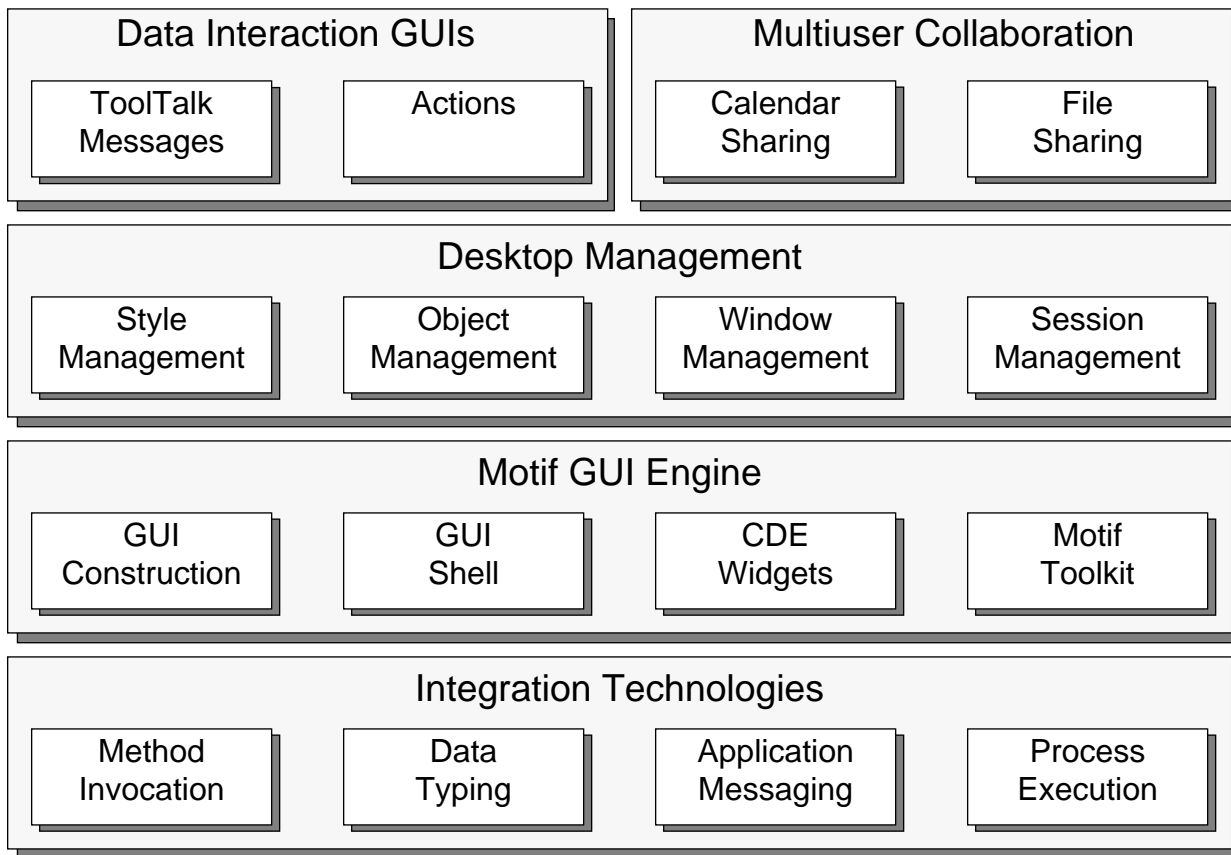 Data Interaction GUIs
ToolTalk
Messages
Actions
Multiuser Collaboration
Calendar
Sharing
File
Sharing
Desktop Management
Style
Management
Object
Management
Window
Management
Session
Management
Motif GUI Engine
GUI
Construction
GUI
Shell
CDE
Widgets
Motif
Toolkit
Integration Technologies
Method
Invocation
Data
Typing
Application
Messaging
Process
Execution